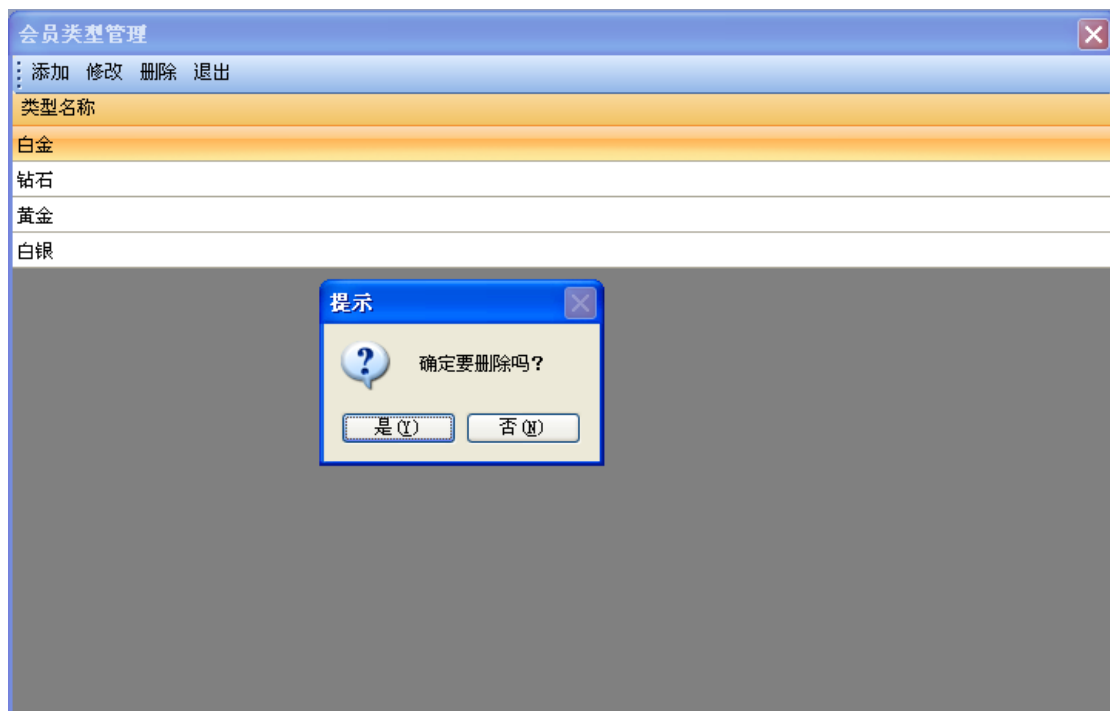 会员类型管理
添加 修改 删除 退出
类型名称
白金
钻石
黄金
白银
提示
确定要删除吗?
是(Y) 否(N)